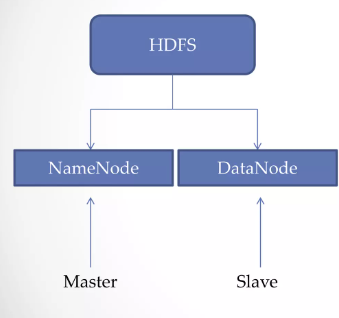 HDFS
NameNode
DataNode
Master
Slave